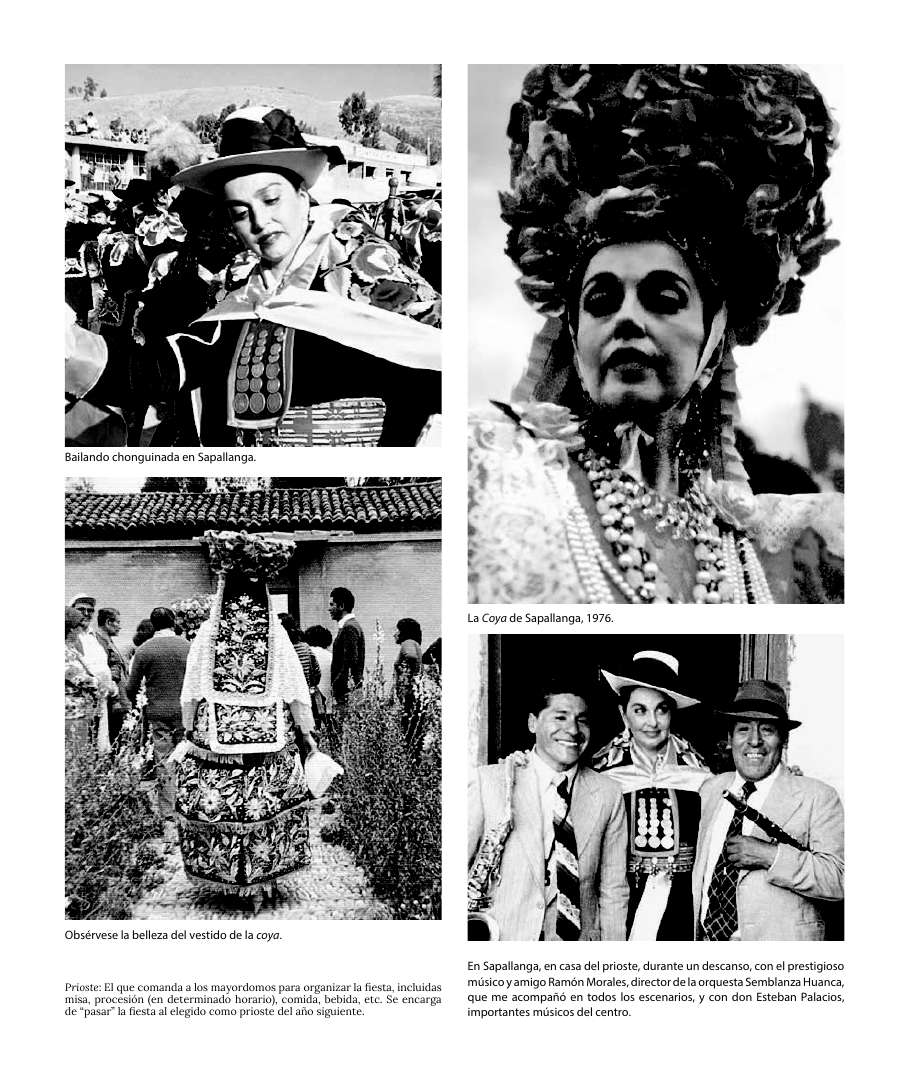 Bailando chonguinada en Sapallanga.
Obsérvese la belleza del vestido de la coya.
Prioste: El que comanda a los mayordomos para organizar la fiesta, incluidas
misa, procesión (en determinado horario), comida, bebida, etc. Se encarga
de “pasar” la fiesta al elegido como prioste del año siguiente.
La Coya de Sapallanga, 1976.
En Sapallanga, en casa del prioste, durante un descanso, con el prestigioso
músico y amigo Ramón Morales, director de la orquesta Semblanza Huanca,
que me acompañó en todos los escenarios, y con don Esteban Palacios,
importantes músicos del centro.